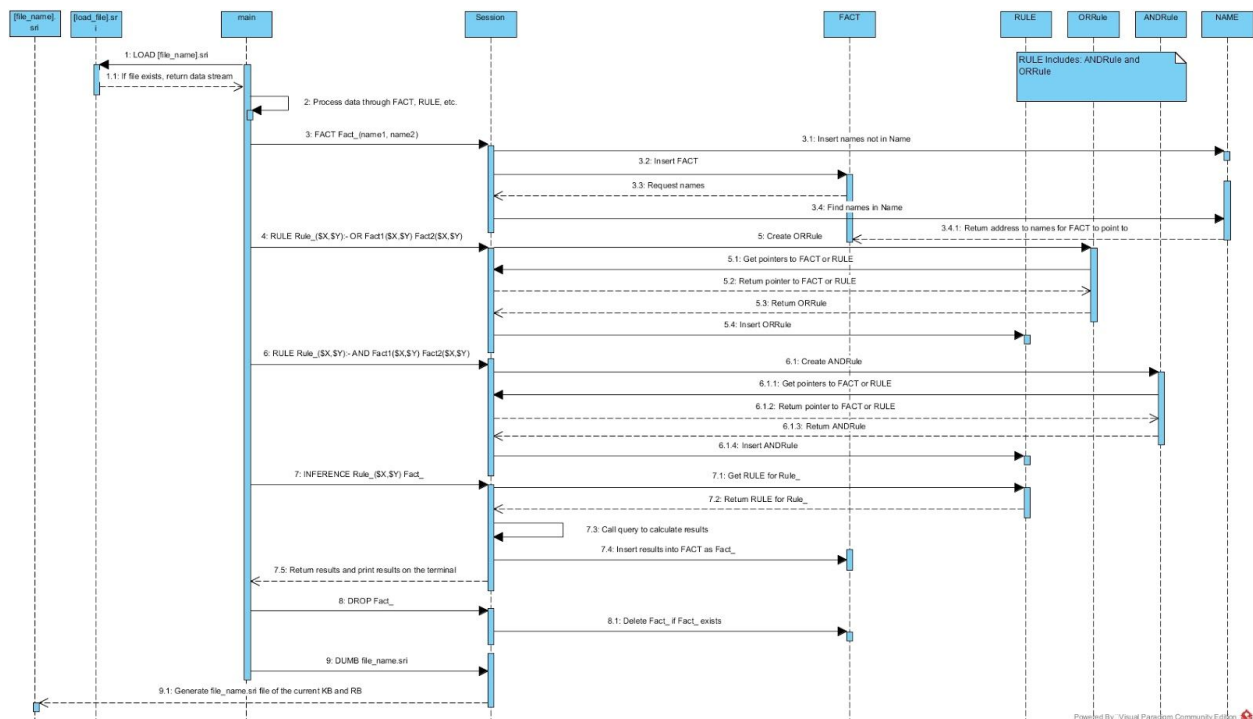 [file_name].
sri
[load_file].sr
i
main
Session
FACT
RULE
ORRule
ANDRule
NAME
RULE Includes: ANDRule and
ORRule
1: LOAD [file_name].sri
1.1: If file exists, return data stream
2: Process data through FACT, RULE, etc.
3: FACT Fact_(name1, name2)
3.1: Insert names not in Name
3.2: Insert FACT
3.3: Request names
3.4: Find names in Name
3.4.1: Return address to names for FACT to point to
4: RULE Rule_($X,$Y):- OR Fact1($X,$Y) Fact2($X,$Y)
5: Create ORRule
5.1: Get pointers to FACT or RULE
5.2: Return pointer to FACT or RULE
5.3: Return ORRule
5.4: Insert ORRule
6: RULE Rule_($X,$Y):- AND Fact1($X,$Y) Fact2($X,$Y)
6.1: Create ANDRule
6.1.1: Get pointers to FACT or RULE
6.1.2: Return pointer to FACT or RULE
6.1.3: Return ANDRule
6.1.4: Insert ANDRule
7: INFERENCE Rule_($X,$Y) Fact_
7.1: Get RULE for Rule_
7.2: Return RULE for Rule_
7.3: Call query to calculate results
7.4: Insert results into FACT as Fact_
7.5: Return results and print results on the terminal
8: DROP Fact_
8.1: Delete Fact_ if Fact_ exists
9: DUMB file_name.sri
9.1: Generate file_name.sri file of the current KB and RB
Powered By Visual Paradigm Community Edition